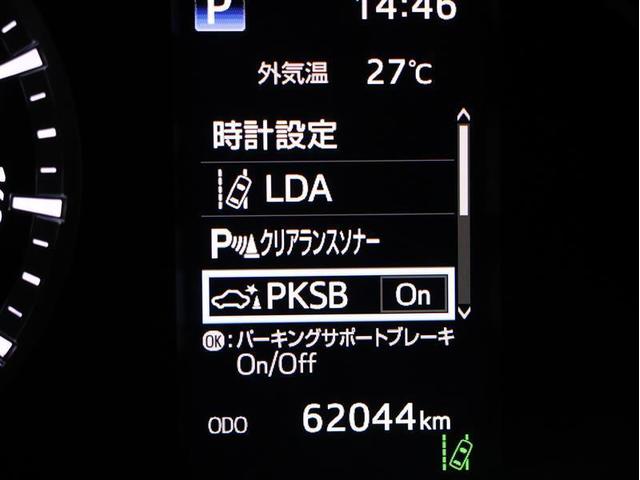 P 14:46
外気温 27℃
時計設定
LDA
Pクリアランスソナー
PKSB On
OK:パーキングサポートブレーキ
On/Off
ODO 62044km